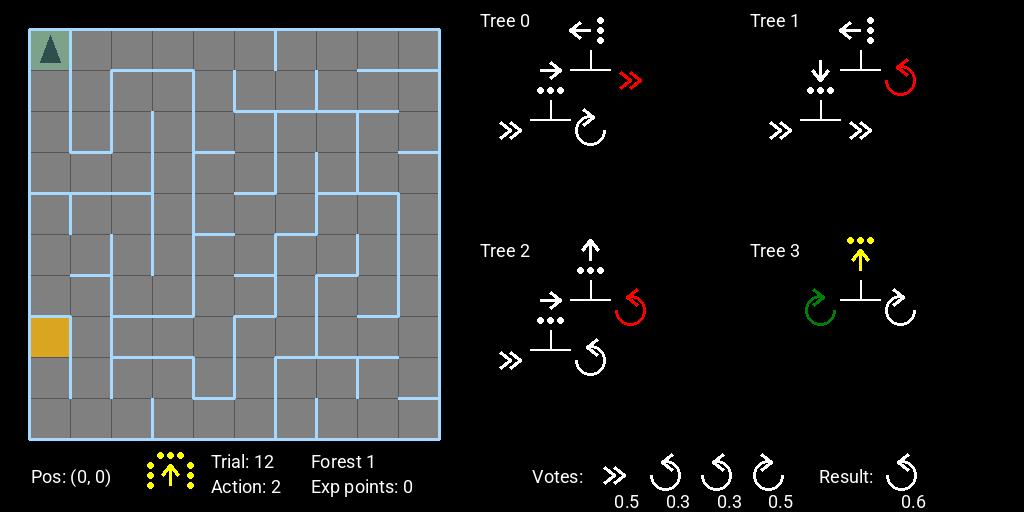 Tree 0
Tree 1
Tree 2
Tree 3
Pos: (0, 0)
Trial: 12
Action: 2
Forest 1
Exp points: 0
Votes:
0.5
0.3
0.3
0.5
Result:
0.6